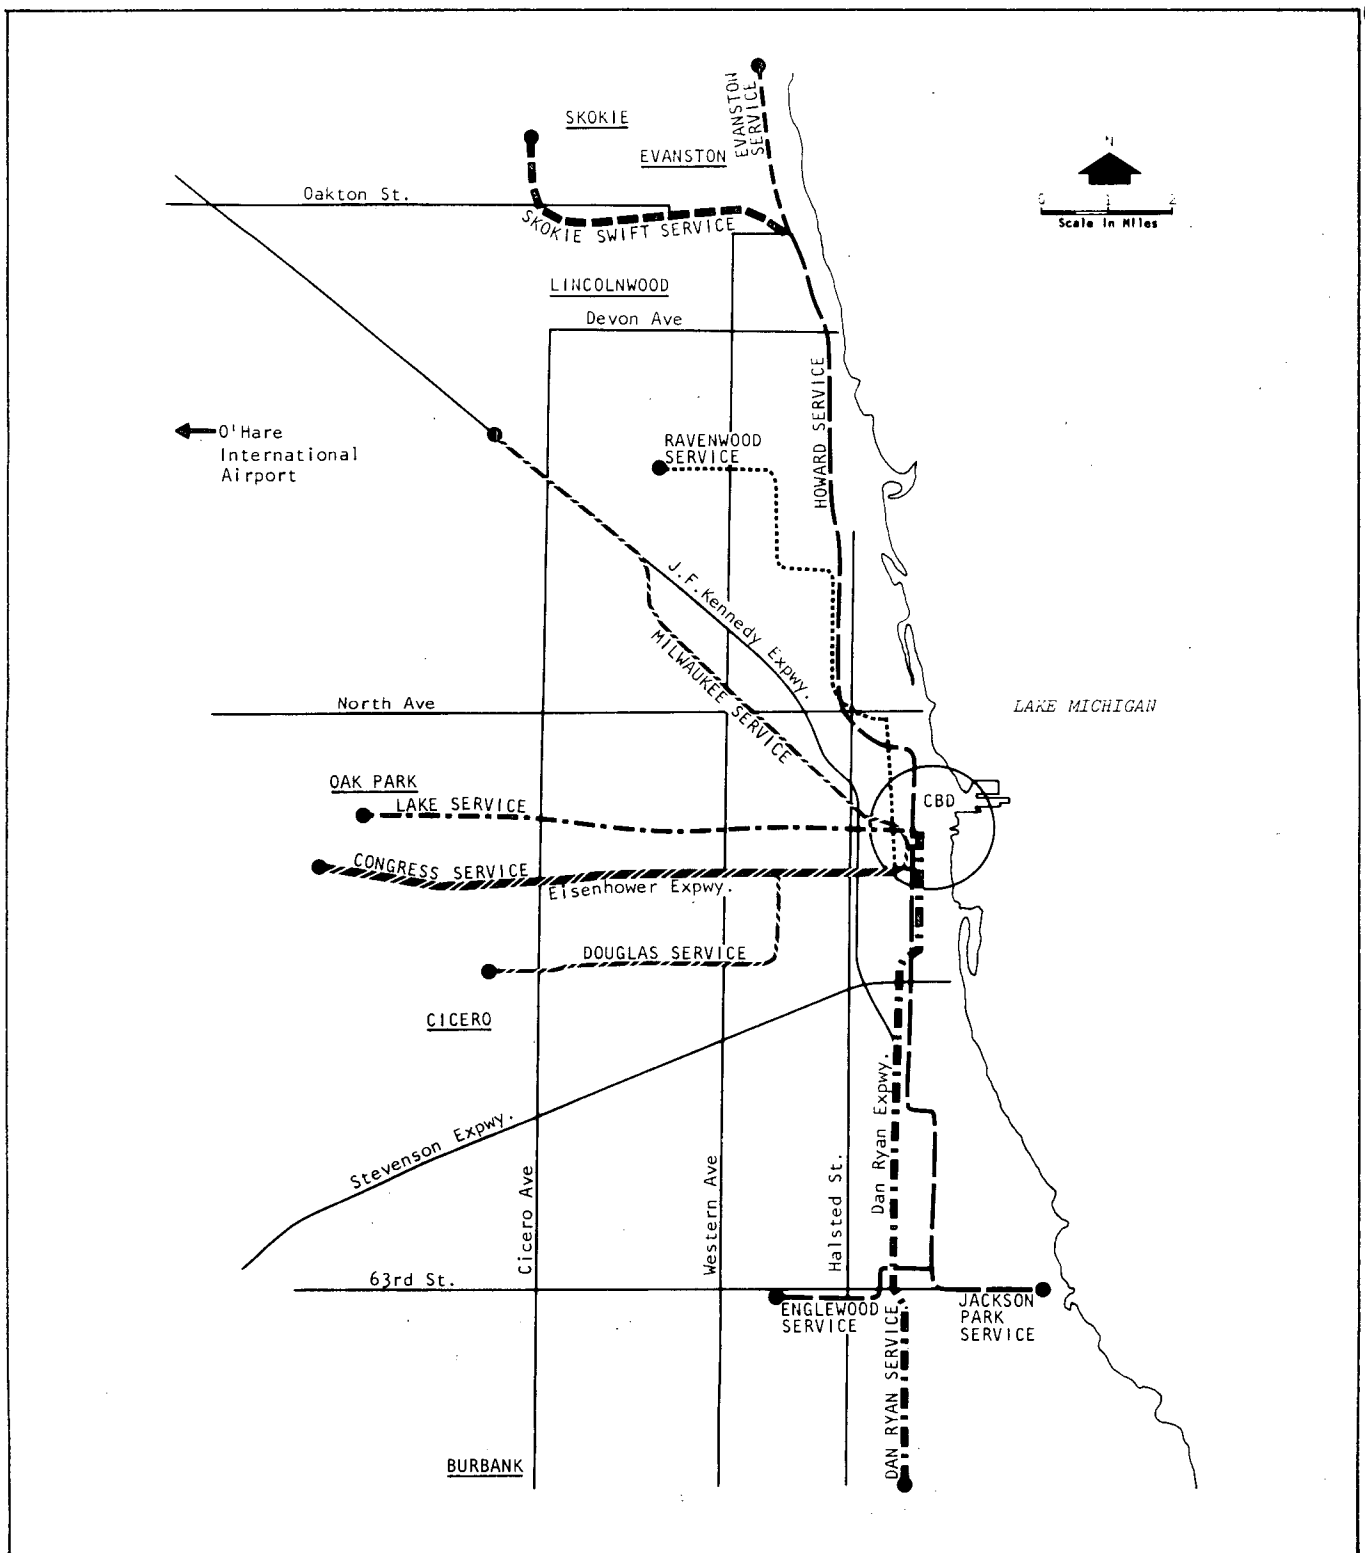 SKOKIE
EVANSTON
SERVICE
EVANSTON
N
Oakton St.
0 1 2
Scale in Miles
SKOKIE SWIFT SERVICE
LINCOLNWOOD
Devon Ave
HOWARD SERVICE
O'Hare
International
Airport
RAVENWOOD
SERVICE
J.F.Kennedy Expwy.
MILWAUKEE SERVICE
North Ave
LAKE MICHIGAN
OAK PARK
LAKE SERVICE
CBD
CONGRESS SERVICE
Eisenhower Expwy.
DOUGLAS SERVICE
CICERO
Stevenson Expwy.
Cicero Ave
Western Ave
Halsted St.
Dan Ryan Expwy.
63rd St.
ENGLEWOOD
SERVICE
JACKSON
PARK
SERVICE
DAN RYAN SERVICE
BURBANK